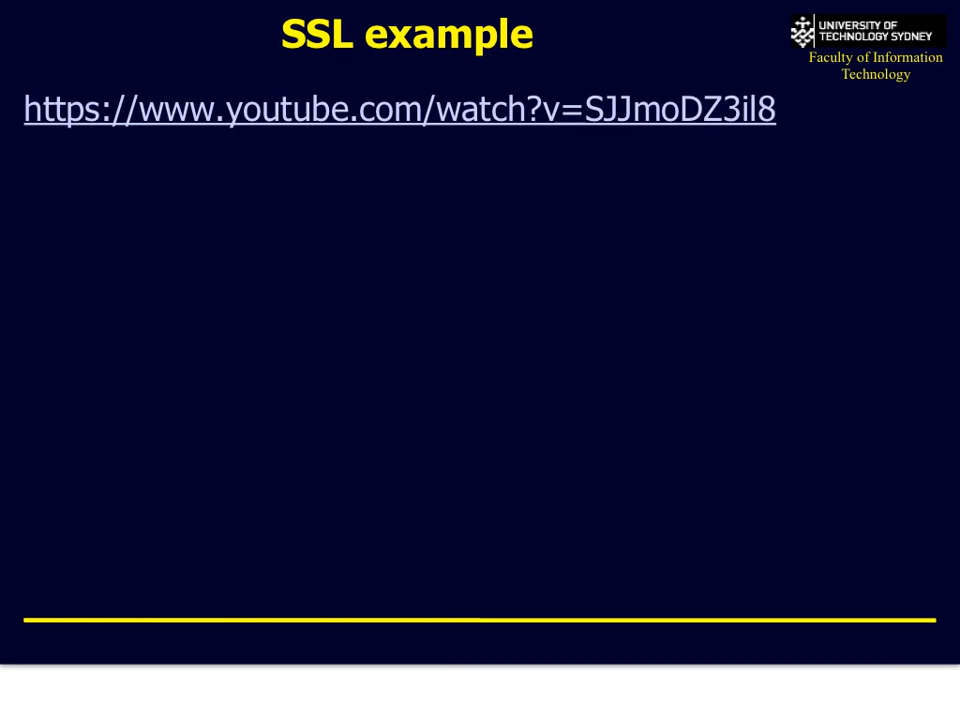 SSL example
UNIVERSITY OF
TECHNOLOGY SYDNEY
Faculty of Information
Technology
https://www.youtube.com/watch?v=SJJmoDZ3il8